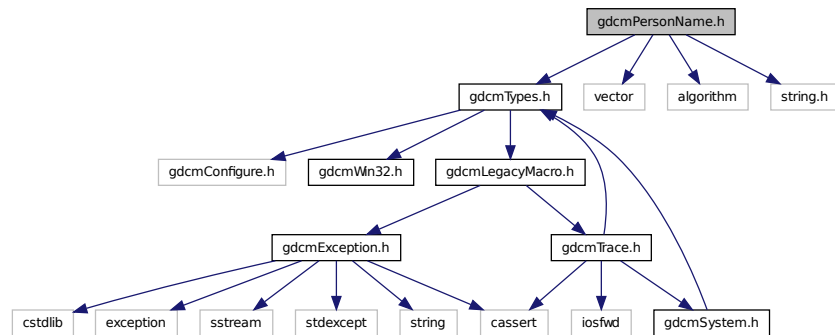 gdcmPersonName.h
gdcmTypes.h
vector
algorithm
string.h
gdcmConfigure.h
gdcmWin32.h
gdcmLegacyMacro.h
gdcmException.h
gdcmTrace.h
cstdlib
exception
sstream
stdexcept
string
cassert
iosfwd
gdcmSystem.h